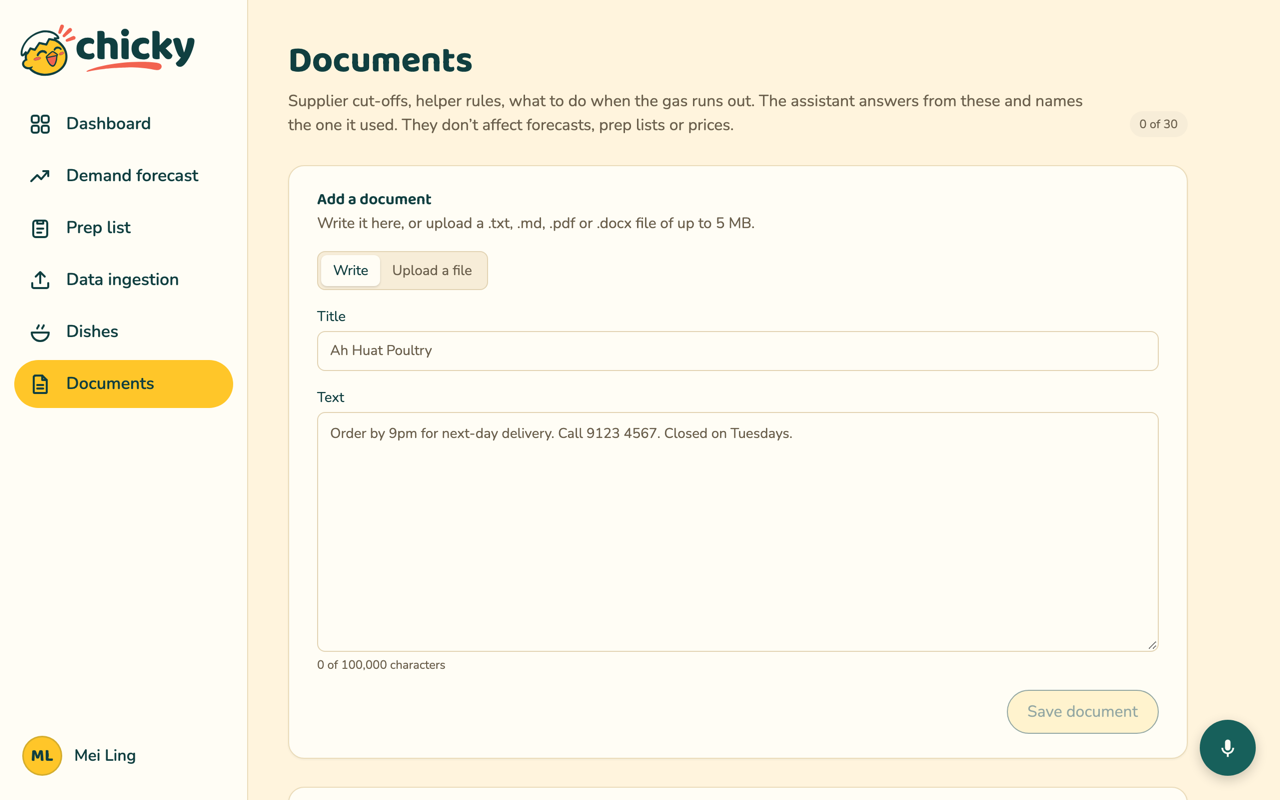 chicky
Dashboard
Demand forecast
Prep list
Data ingestion
Dishes
Documents
ML
Mei Ling
Documents
Supplier cut-offs, helper rules, what to do when the gas runs out. The assistant answers from these and names
the one it used. They don’t affect forecasts, prep lists or prices.
0 of 30
Add a document
Write it here, or upload a .txt, .md, .pdf or .docx file of up to 5 MB.
Write
Upload a file
Title
Ah Huat Poultry
Text
Order by 9pm for next-day delivery. Call 9123 4567. Closed on Tuesdays.
0 of 100,000 characters
Save document